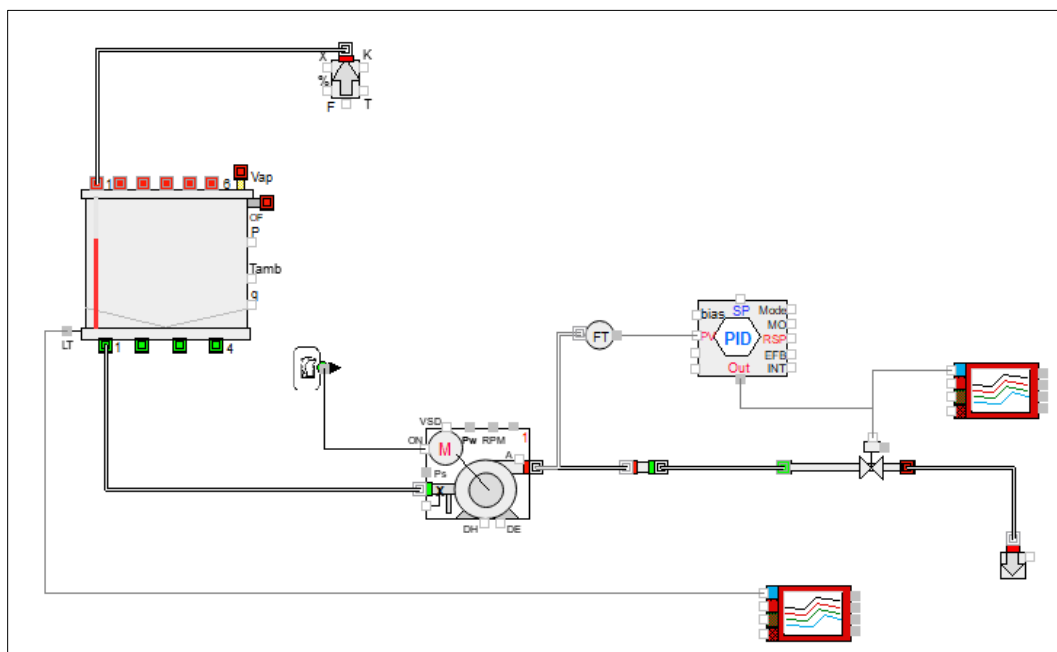 X K
%
F T
1 6 Vap
OF
P
Tamb
q
LT
1 4
bias SP Mode
MO
FT PV PID RSP
EFB
Out INT
VSD
ON M Pw RPM 1
A
Ps
X
DH DE